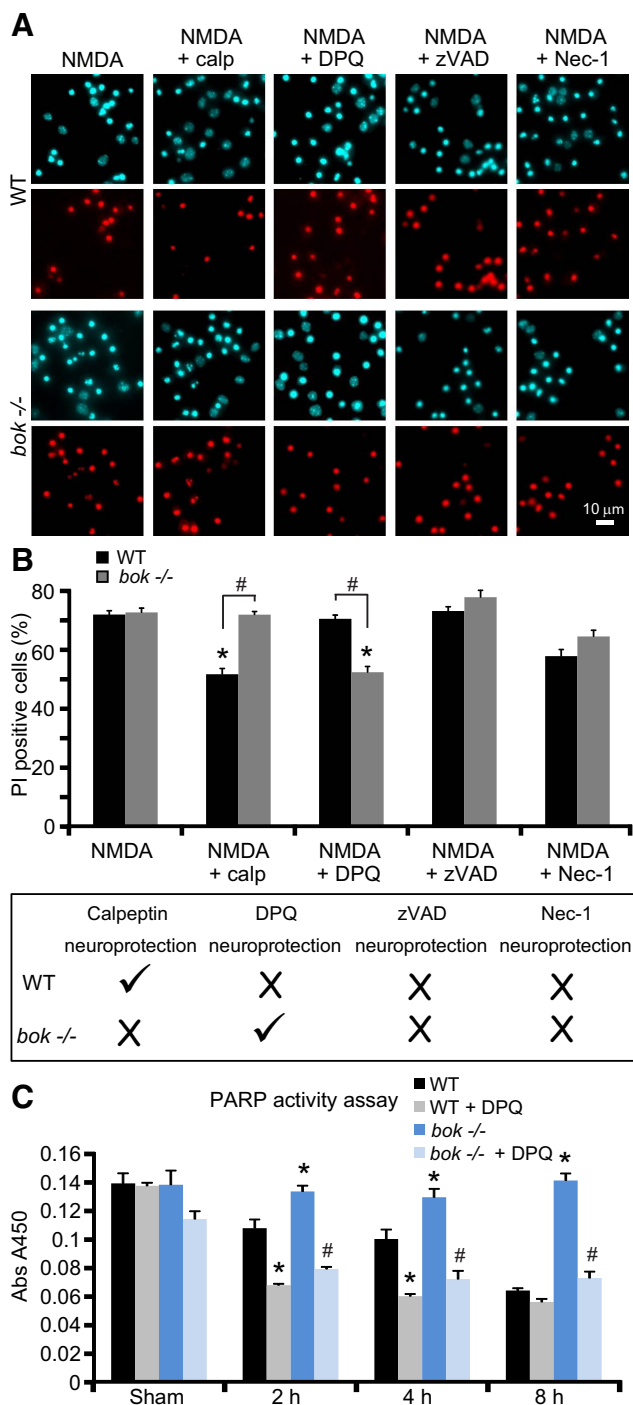 A
NMDA
NMDA
+ calp
NMDA
+ DPQ
NMDA
+ zVAD
NMDA
+ Nec-1
WT
bok -/-
10 μm
B
WT
bok -/-
PI positive cells (%)
80
60
40
20
0
#
#
*
*
NMDA
NMDA
+ calp
NMDA
+ DPQ
NMDA
+ zVAD
NMDA
+ Nec-1
Calpeptin DPQ zVAD Nec-1
neuroprotection neuroprotection neuroprotection neuroprotection
WT ✓ X X X
bok -/- X ✓ X X
C
PARP activity assay
WT
WT + DPQ
bok -/-
bok -/- + DPQ
Abs A450
0.16
0.14
0.12
0.1
0.08
0.06
0.04
0.02
0
*
*
#
*
*
#
*
#
Sham 2 h 4 h 8 h